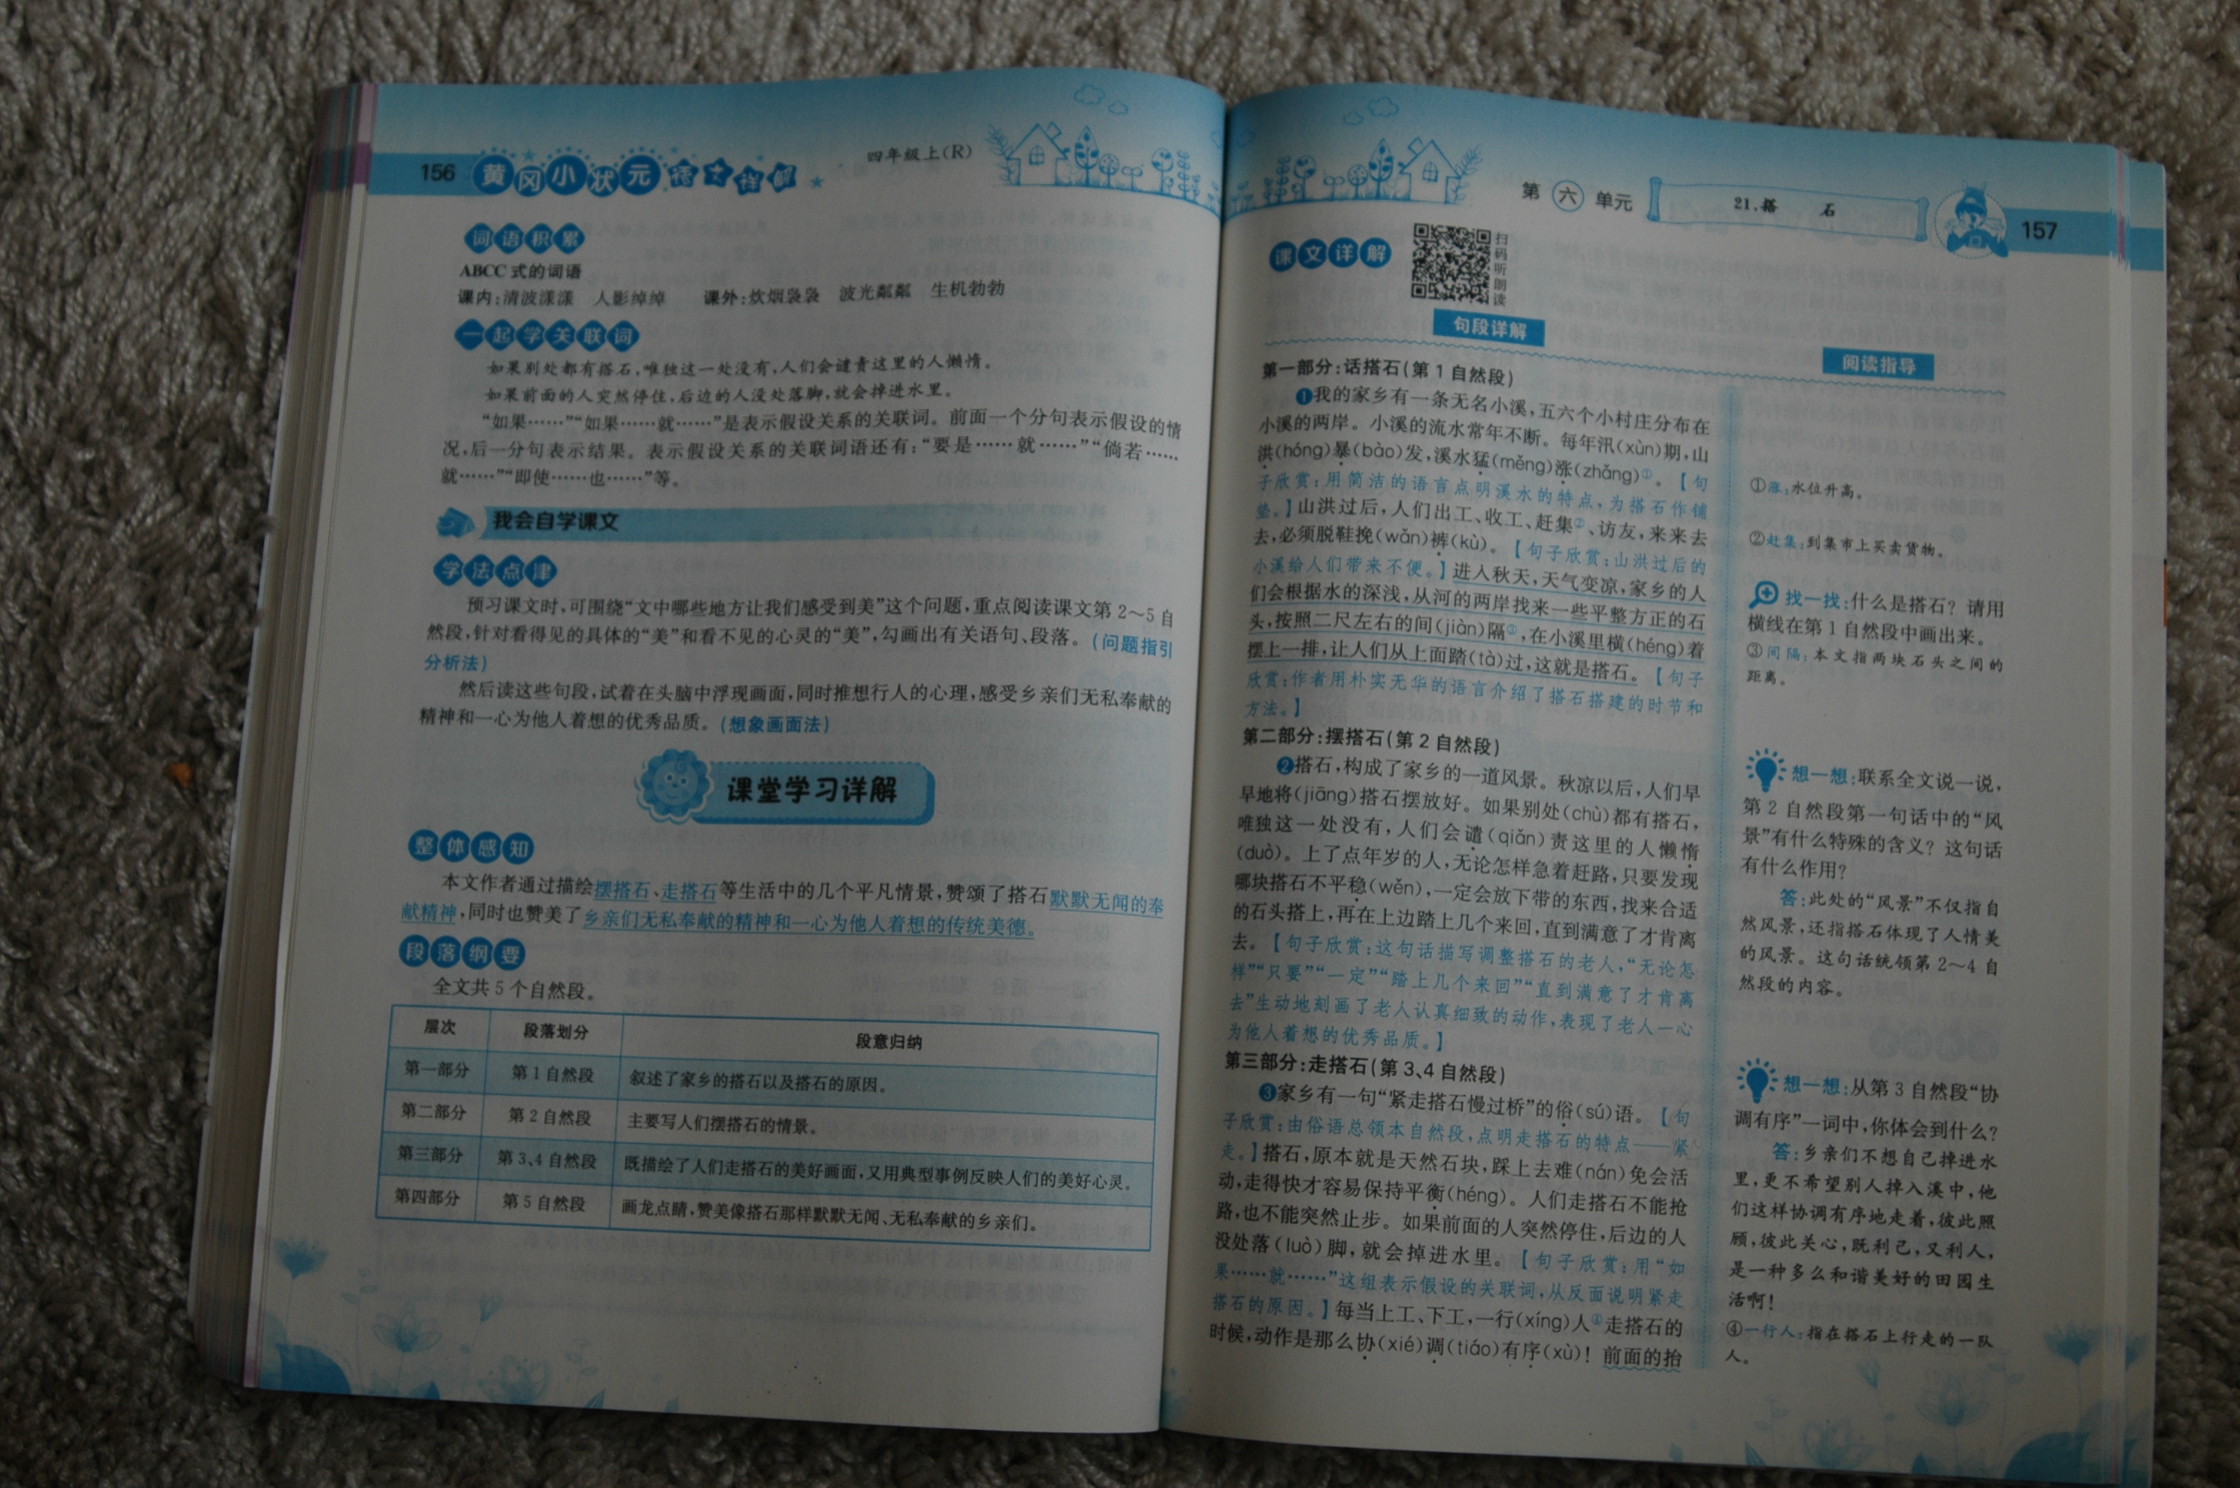 156
黄冈小状元
四年级上(R)
词语积累
ABCC式的词语
课内:清波漾漾 人影绰绰 课外:炊烟袅袅 波光粼粼 生机勃勃
一起学关联词
如果别处都有搭石,唯独这一处没有,人们会谴责这里的人懒惰。
如果前面的人突然停住,后边的人没处落脚,就会掉进水里。
“如果……”“如果……就……”是表示假设关系的关联词。前面一个分句表示假设的情
况,后一分句表示结果。表示假设关系的关联词语还有:“要是……就……”“倘若……
就……”“即使……也……”等。
我会自学课文
学法点津
预习课文时,可围绕“文中哪些地方让我们感受到美”这个问题,重点阅读课文第2~5自
然段,针对看得见的具体的“美”和看不见的心灵的“美”,勾画出有关语句、段落。(问题指引
分析法)
然后读这些句段,试着在头脑中浮现画面,同时推想行人的心理,感受乡亲们无私奉献的
精神和一心为他人着想的优秀品质。(想象画面法)
课堂学习详解
整体感知
本文作者通过描绘摆搭石、走搭石等生活中的几个平凡情景,赞颂了搭石默默无闻的奉
献精神,同时也赞美了乡亲们无私奉献的精神和一心为他人着想的传统美德。
段落纲要
全文共5个自然段。
层次 段落划分 段意归纳
第一部分 第1自然段 叙述了家乡的搭石以及搭石的原因。
第二部分 第2自然段 主要写人们摆搭石的情景。
第三部分 第3、4自然段 既描绘了人们走搭石的美好画面,又用典型事例反映人们的美好心灵。
第四部分 第5自然段 画龙点睛,赞美像搭石那样默默无闻、无私奉献的乡亲们。
第六单元
21.搭 石
157
课文详解
扫码听朗读
句段详解
第一部分:话搭石(第1自然段)
❶我的家乡有一条无名小溪,五六个小村庄分布在
小溪的两岸。小溪的流水常年不断。每年汛(xùn)期,山
洪(hóng)暴(bào)发,溪水猛(měng)涨(zhǎng)①。【句
子欣赏:用简洁的语言点明溪水的特点,为搭石作铺
垫。】山洪过后,人们出工、收工、赶集②、访友,来来去
去,必须脱鞋挽(wǎn)裤(kù)。【句子欣赏:山洪过后的
小溪给人们带来不便。】进入秋天,天气变凉,家乡的人
们会根据水的深浅,从河的两岸找来一些平整方正的石
头,按照二尺左右的间(jiàn)隔③,在小溪里横(héng)着
摆上一排,让人们从上面踏(tà)过,这就是搭石。【句子
欣赏:作者用朴实无华的语言介绍了搭石搭建的时节和
方法。】
第二部分:摆搭石(第2自然段)
❷搭石,构成了家乡的一道风景。秋凉以后,人们早
早地将(jiāng)搭石摆放好。如果别处(chù)都有搭石,
唯独这一处没有,人们会谴(qiǎn)责这里的人懒惰
(duò)。上了点年岁的人,无论怎样急着赶路,只要发现
哪块搭石不平稳(wěn),一定会放下带的东西,找来合适
的石头搭上,再在上边踏上几个来回,直到满意了才肯离
去。【句子欣赏:这句话描写调整搭石的老人,“无论怎
样”“只要”“一定”“踏上几个来回”“直到满意了才肯离
去”生动地刻画了老人认真细致的动作,表现了老人一心
为他人着想的优秀品质。】
第三部分:走搭石(第3、4自然段)
❸家乡有一句“紧走搭石慢过桥”的俗(sú)语。【句
子欣赏:由俗语总领本自然段,点明走搭石的特点——紧
走。】搭石,原本就是天然石块,踩上去难(nán)免会活
动,走得快才容易保持平衡(héng)。人们走搭石不能抢
路,也不能突然止步。如果前面的人突然停住,后边的人
没处落(luò)脚,就会掉进水里。【句子欣赏:用“如
果……就……”这组表示假设的关联词,从反面说明紧走
搭石的原因。】每当上工、下工,一行(xíng)人④走搭石的
时候,动作是那么协(xié)调(tiáo)有序(xù)！前面的抬
阅读指导
①涨:水位升高。
②赶集:到集市上买卖货物。
找一找:什么是搭石？请用
横线在第1自然段中画出来。
③间隔:本文指两块石头之间的
距离。
想一想:联系全文说一说,
第2自然段第一句话中的“风
景”有什么特殊的含义？这句话
有什么作用？
答:此处的“风景”不仅指自
然风景,还指搭石体现了人情美
的风景。这句话统领第2~4自
然段的内容。
想一想:从第3自然段“协
调有序”一词中,你体会到什么？
答:乡亲们不想自己掉进水
里,更不希望别人掉入溪中,他
们这样协调有序地走着,彼此照
顾,彼此关心,既利己,又利人,
是一种多么和谐美好的田园生
活啊！
④一行人:指在搭石上行走的一队
人。